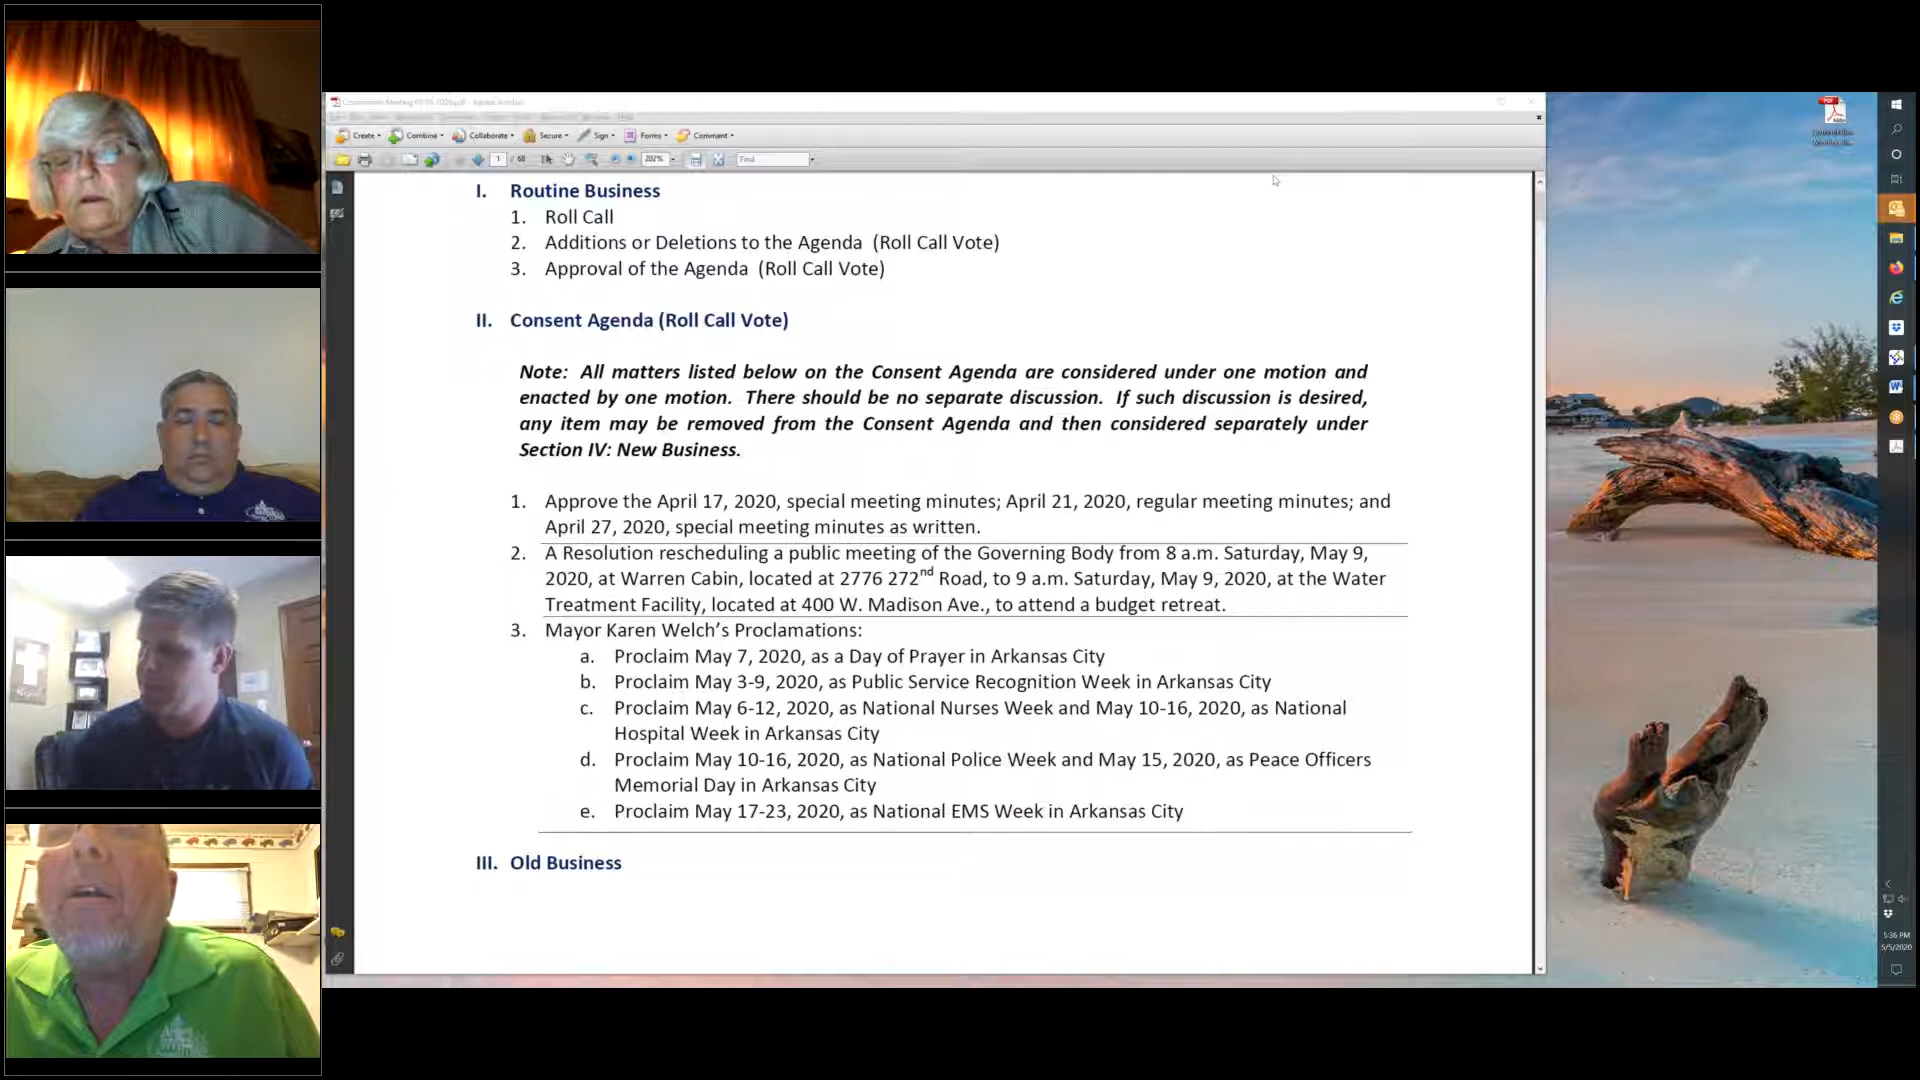 Create
Combine
Collaborate
Secure
Sign
Forms
Comment
1 / 68
202%
Find
I. Routine Business
1. Roll Call
2. Additions or Deletions to the Agenda (Roll Call Vote)
3. Approval of the Agenda (Roll Call Vote)
II. Consent Agenda (Roll Call Vote)
Note: All matters listed below on the Consent Agenda are considered under one motion and
enacted by one motion. There should be no separate discussion. If such discussion is desired,
any item may be removed from the Consent Agenda and then considered separately under
Section IV: New Business.
1. Approve the April 17, 2020, special meeting minutes; April 21, 2020, regular meeting minutes; and
April 27, 2020, special meeting minutes as written.
2. A Resolution rescheduling a public meeting of the Governing Body from 8 a.m. Saturday, May 9,
2020, at Warren Cabin, located at 2776 272nd Road, to 9 a.m. Saturday, May 9, 2020, at the Water
Treatment Facility, located at 400 W. Madison Ave., to attend a budget retreat.
3. Mayor Karen Welch’s Proclamations:
a. Proclaim May 7, 2020, as a Day of Prayer in Arkansas City
b. Proclaim May 3-9, 2020, as Public Service Recognition Week in Arkansas City
c. Proclaim May 6-12, 2020, as National Nurses Week and May 10-16, 2020, as National
Hospital Week in Arkansas City
d. Proclaim May 10-16, 2020, as National Police Week and May 15, 2020, as Peace Officers
Memorial Day in Arkansas City
e. Proclaim May 17-23, 2020, as National EMS Week in Arkansas City
III. Old Business
5:36 PM
5/5/2020